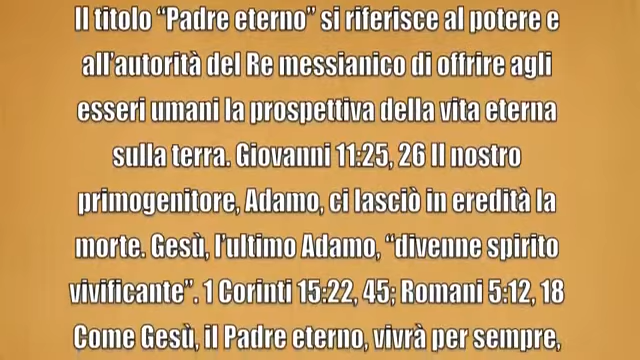 Il titolo “Padre eterno” si riferisce al potere e
all'autorità del Re messianico di offrire agli
esseri umani la prospettiva della vita eterna
sulla terra. Giovanni 11:25, 26 Il nostro
primogenitore, Adamo, ci lasciò in eredità la
morte. Gesù, l'ultimo Adamo, “divenne spirito
vivificante”. 1 Corinti 15:22, 45; Romani 5:12, 18
Come Gesù, il Padre eterno, vivrà per sempre,